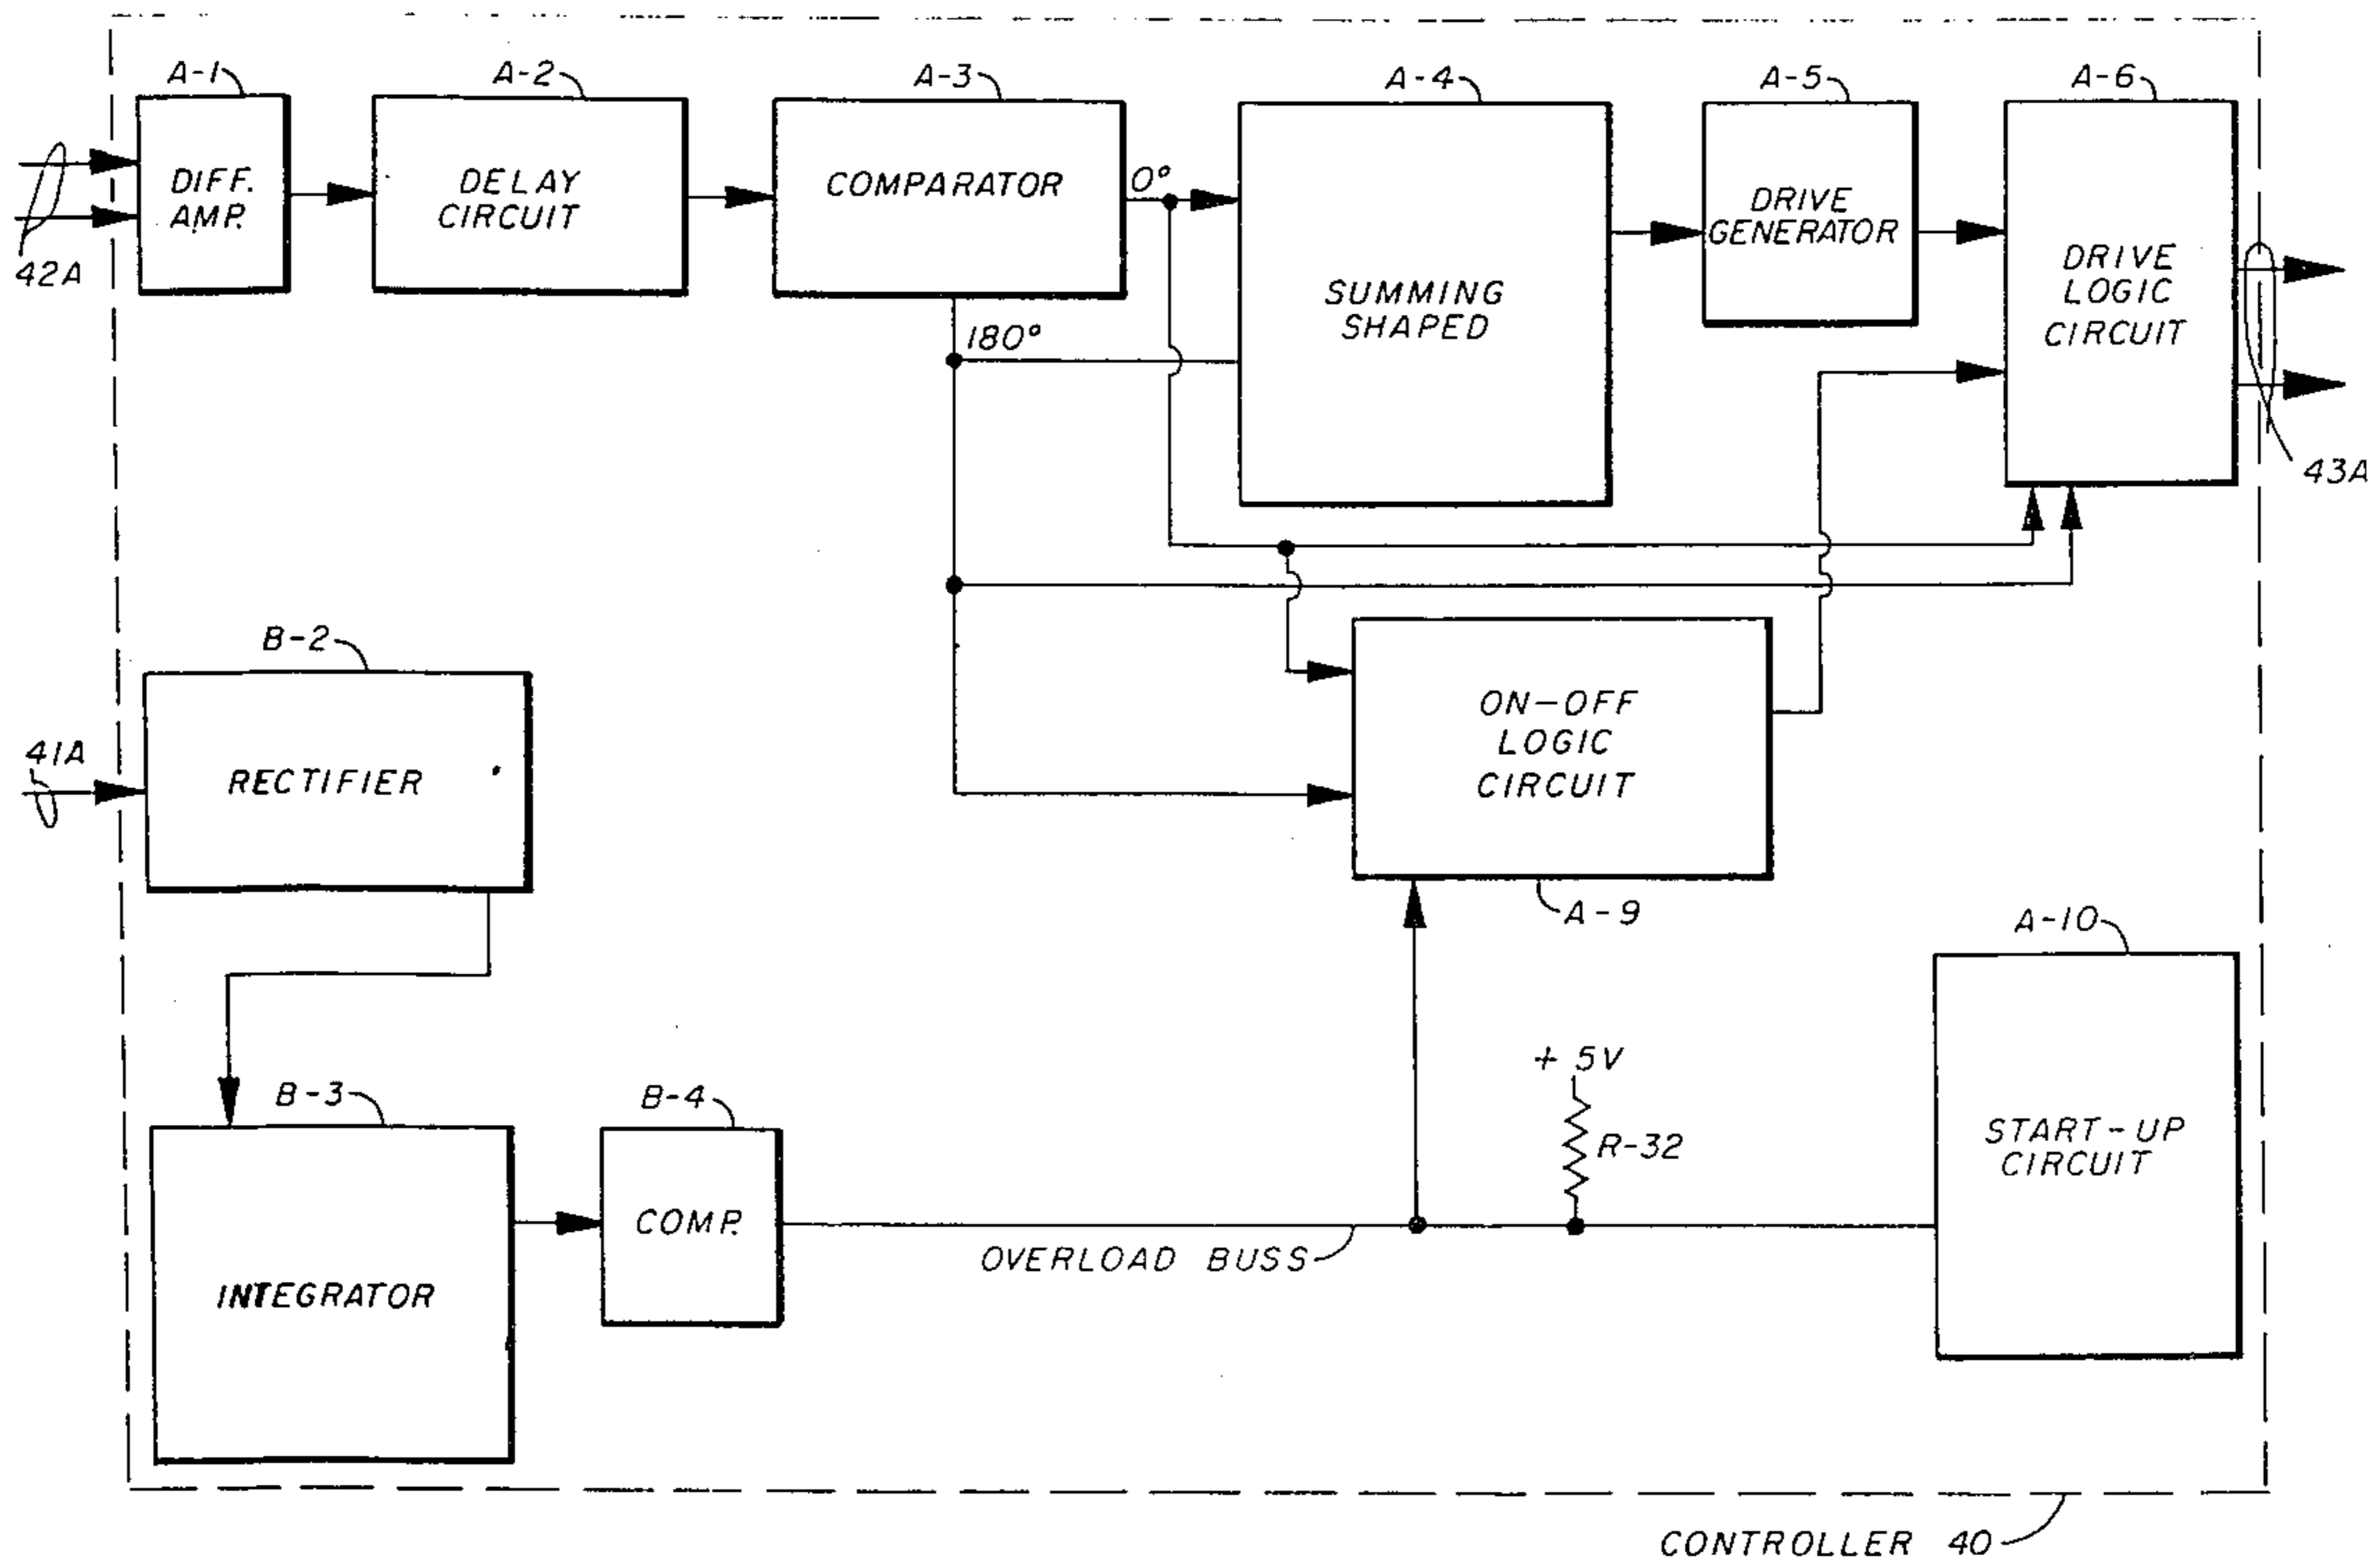 A-1
A-2
A-3
A-4
A-5
A-6
DIFF.
AMP.
42A
DELAY
CIRCUIT
COMPARATOR
0°
180°
SUMMING
SHAPED
DRIVE
GENERATOR
DRIVE
LOGIC
CIRCUIT
43A
B-2
41A
RECTIFIER
ON-OFF
LOGIC
CIRCUIT
A-9
A-10
B-3
B-4
+ 5V
R-32
START-UP
CIRCUIT
COMP.
OVERLOAD BUSS
INTEGRATOR
CONTROLLER 40